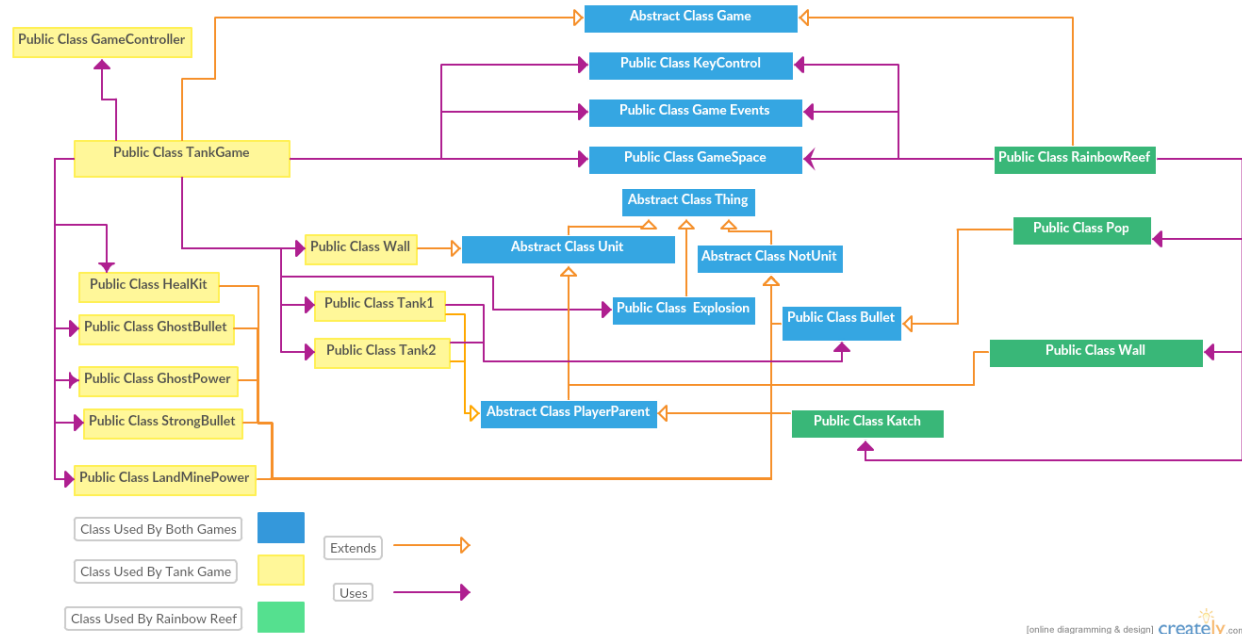 Abstract Class Game
Public Class GameController
Public Class KeyControl
Public Class Game Events
Public Class TankGame
Public Class GameSpace
Public Class RainbowReef
Abstract Class Thing
Public Class Pop
Public Class Wall
Abstract Class Unit
Abstract Class NotUnit
Public Class HealKit
Public Class Tank1
Public Class Explosion
Public Class Bullet
Public Class GhostBullet
Public Class Tank2
Public Class Wall
Public Class GhostPower
Abstract Class PlayerParent
Public Class StrongBullet
Public Class Katch
Public Class LandMinePower
Class Used By Both Games
Extends
Class Used By Tank Game
Uses
Class Used By Rainbow Reef
[online diagramming & design] creately.com